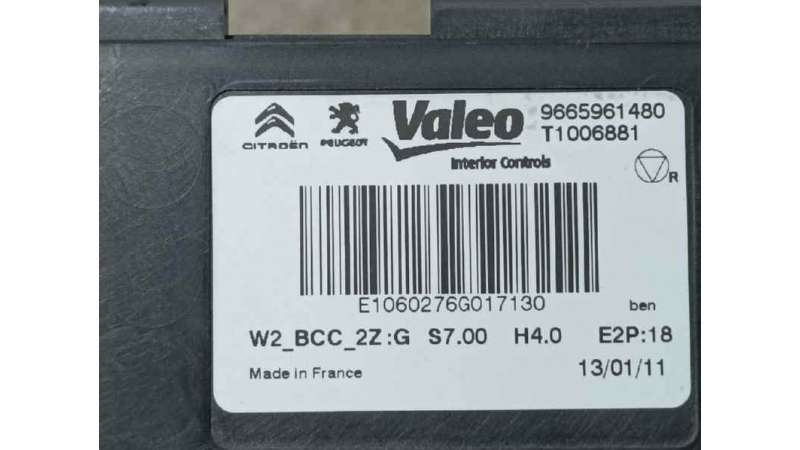 CITROËN PEUGEOT Valeo 9665961480
T1006881
Interior Controls
R
E1060276G017130
ben
W2_BCC_2Z:G S7.00 H4.0 E2P:18
Made in France 13/01/11